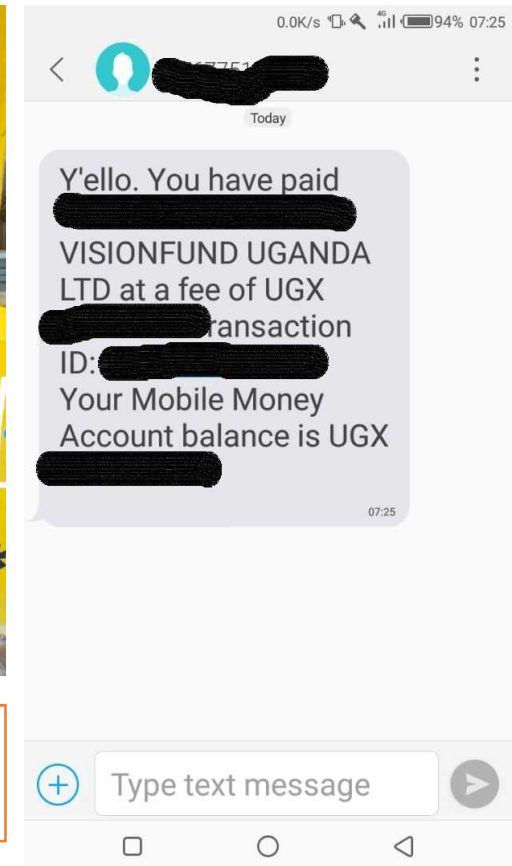 0.0K/s 4G 94% 07:25
Today
Y'ello. You have paid
VISIONFUND UGANDA
LTD at a fee of UGX
ransaction
ID:
Your Mobile Money
Account balance is UGX
07:25
Type text message